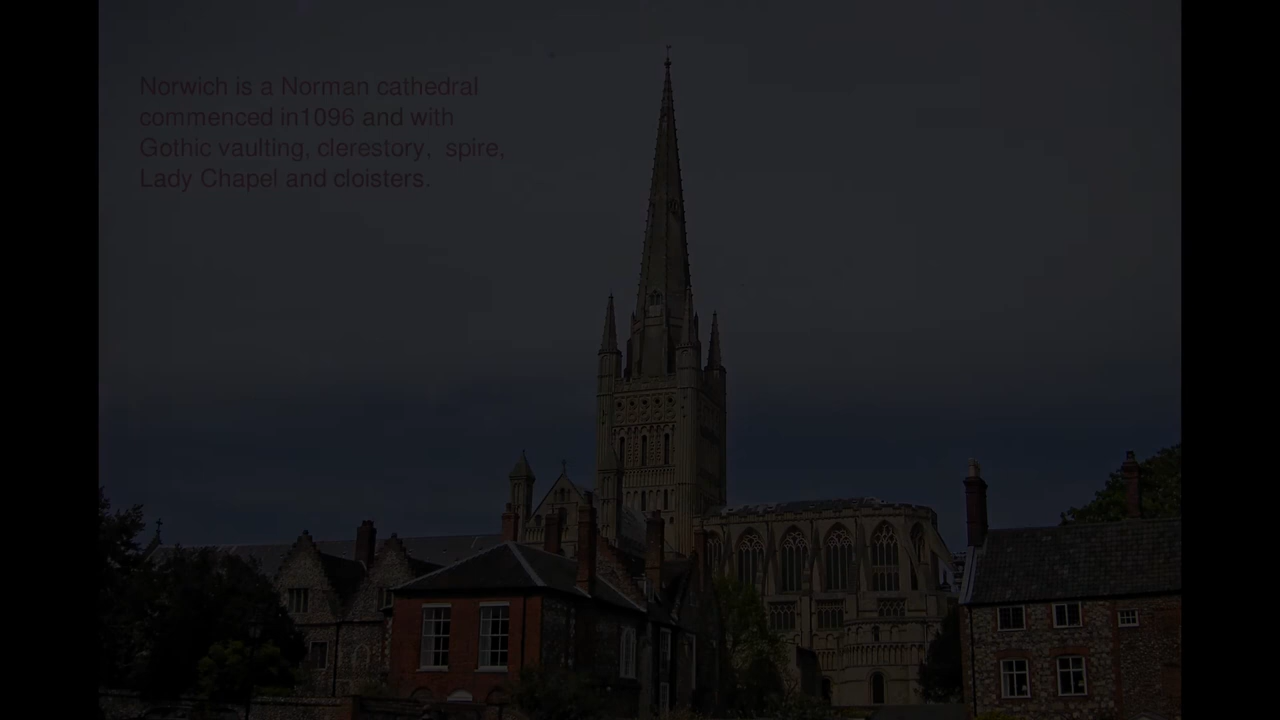 Norwich is a Norman cathedral
commenced in1096 and with
Gothic vaulting, clerestory,  spire,
Lady Chapel and cloisters.